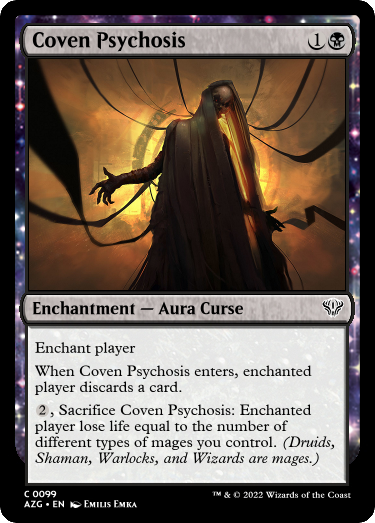 Coven Psychosis 1
Enchantment — Aura Curse
Enchant player
When Coven Psychosis enters, enchanted
player discards a card.
2, Sacrifice Coven Psychosis: Enchanted
player lose life equal to the number of
different types of mages you control. (Druids,
Shaman, Warlocks, and Wizards are mages.)
C 0099
AZG • EN Emilis Emka
™ & © 2022 Wizards of the Coast